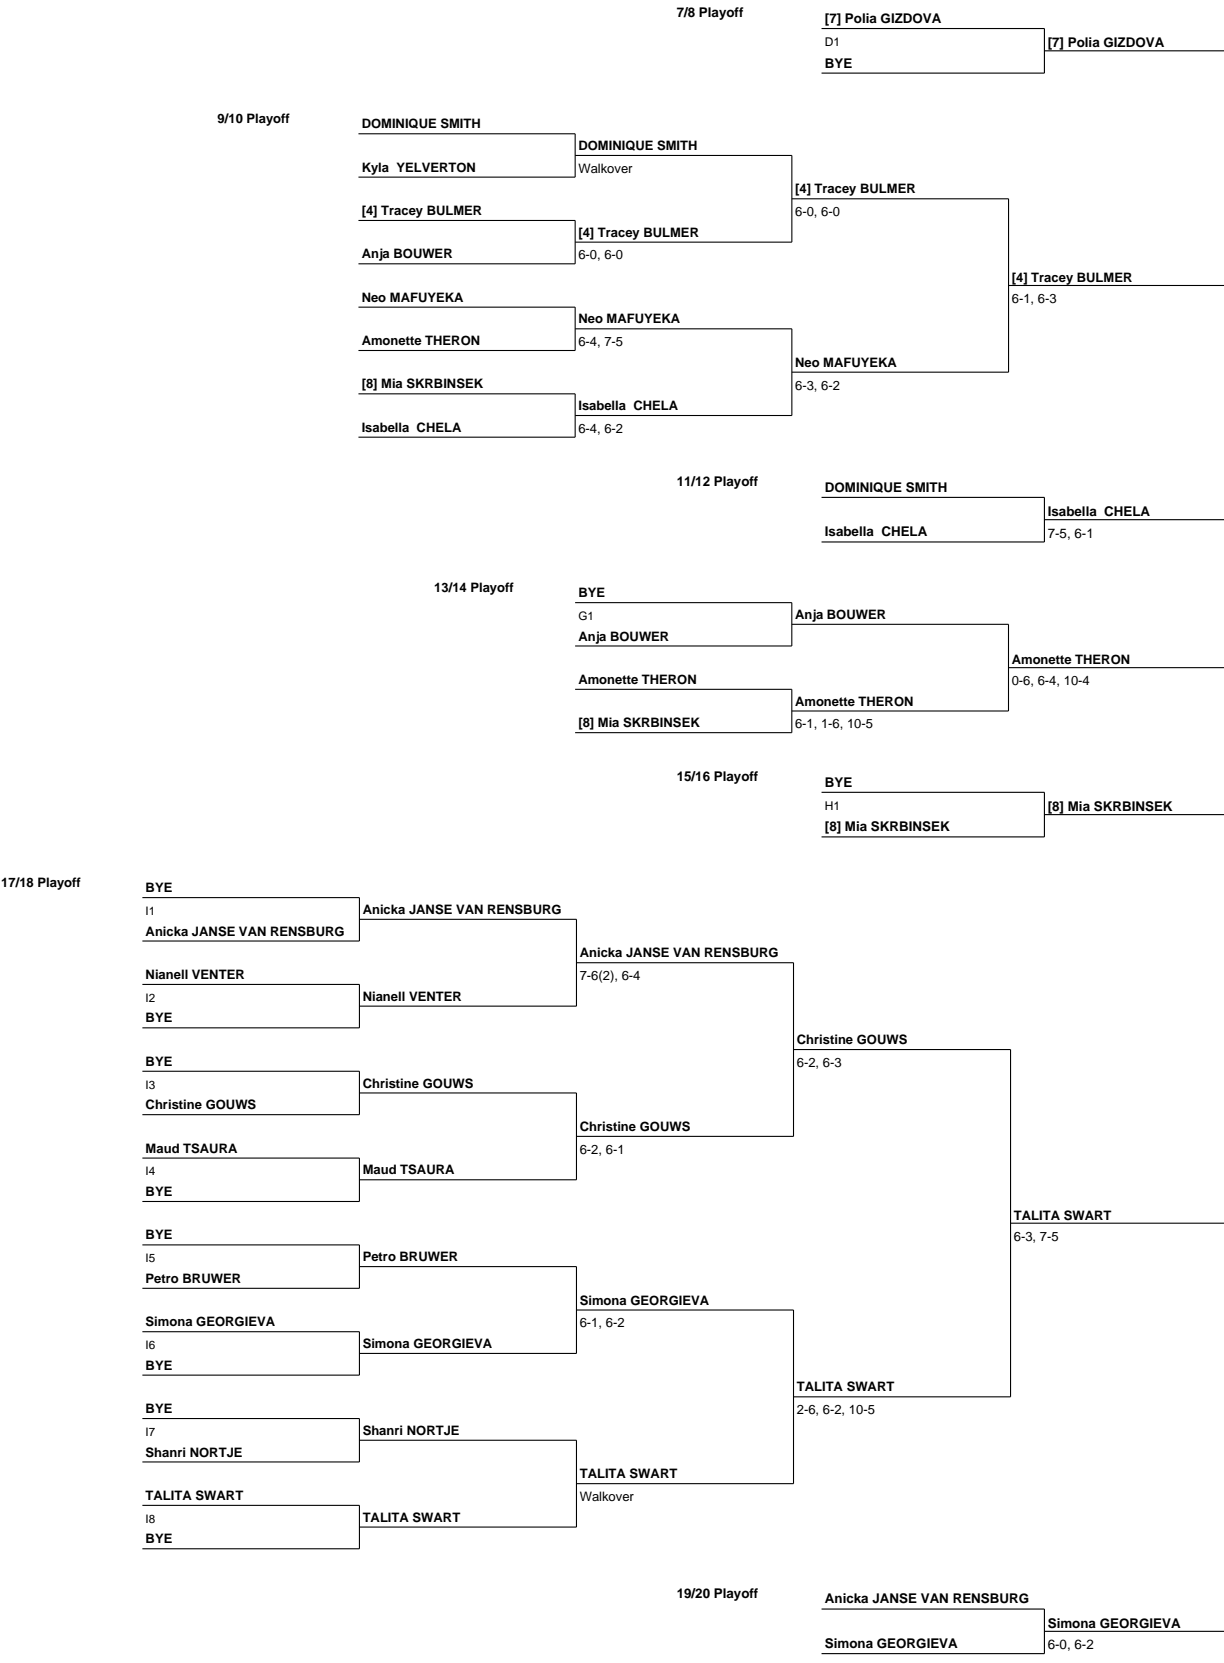 7/8 Playoff
[7] Polia GIZDOVA
D1
[7] Polia GIZDOVA
BYE
9/10 Playoff
DOMINIQUE SMITH
DOMINIQUE SMITH
Kyla YELVERTON
Walkover
[4] Tracey BULMER
[4] Tracey BULMER
6-0, 6-0
[4] Tracey BULMER
Anja BOUWER
6-0, 6-0
[4] Tracey BULMER
6-1, 6-3
Neo MAFUYEKA
Neo MAFUYEKA
Amonette THERON
6-4, 7-5
Neo MAFUYEKA
[8] Mia SKRBINSEK
6-3, 6-2
Isabella CHELA
Isabella CHELA
6-4, 6-2
11/12 Playoff
DOMINIQUE SMITH
Isabella CHELA
Isabella CHELA
7-5, 6-1
13/14 Playoff
BYE
G1
Anja BOUWER
Anja BOUWER
Amonette THERON
Amonette THERON
0-6, 6-4, 10-4
Amonette THERON
[8] Mia SKRBINSEK
6-1, 1-6, 10-5
15/16 Playoff
BYE
H1
[8] Mia SKRBINSEK
[8] Mia SKRBINSEK
17/18 Playoff
BYE
I1
Anicka JANSE VAN RENSBURG
Anicka JANSE VAN RENSBURG
Anicka JANSE VAN RENSBURG
Nianell VENTER
7-6(2), 6-4
I2
Nianell VENTER
BYE
Christine GOUWS
BYE
6-2, 6-3
I3
Christine GOUWS
Christine GOUWS
Christine GOUWS
Maud TSAURA
6-2, 6-1
I4
Maud TSAURA
BYE
TALITA SWART
BYE
6-3, 7-5
I5
Petro BRUWER
Petro BRUWER
Simona GEORGIEVA
Simona GEORGIEVA
6-1, 6-2
I6
Simona GEORGIEVA
BYE
TALITA SWART
BYE
2-6, 6-2, 10-5
I7
Shanri NORTJE
Shanri NORTJE
TALITA SWART
TALITA SWART
Walkover
I8
TALITA SWART
BYE
19/20 Playoff
Anicka JANSE VAN RENSBURG
Simona GEORGIEVA
Simona GEORGIEVA
6-0, 6-2